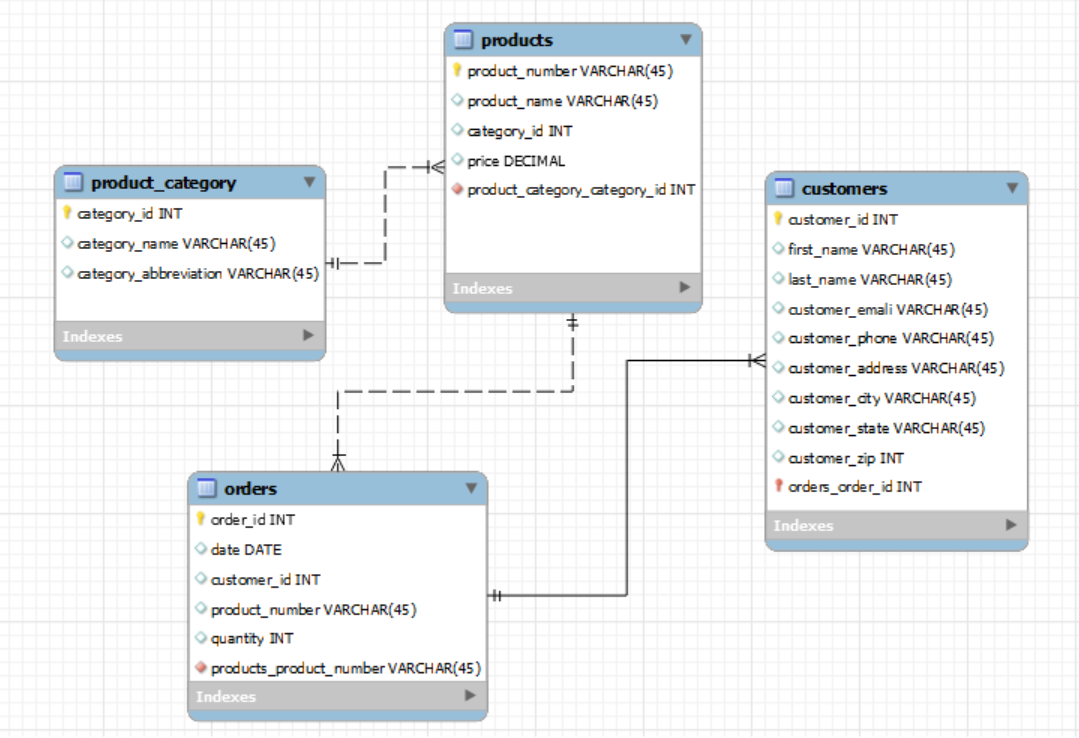 products
product_number VARCHAR(45)
product_name VARCHAR(45)
category_id INT
price DECIMAL
product_category_category_id INT
Indexes
product_category
category_id INT
category_name VARCHAR(45)
category_abbreviation VARCHAR(45)
Indexes
customers
customer_id INT
first_name VARCHAR(45)
last_name VARCHAR(45)
customer_emali VARCHAR(45)
customer_phone VARCHAR(45)
customer_address VARCHAR(45)
customer_city VARCHAR(45)
customer_state VARCHAR(45)
customer_zip INT
orders_order_id INT
Indexes
orders
order_id INT
date DATE
customer_id INT
product_number VARCHAR(45)
quantity INT
products_product_number VARCHAR(45)
Indexes